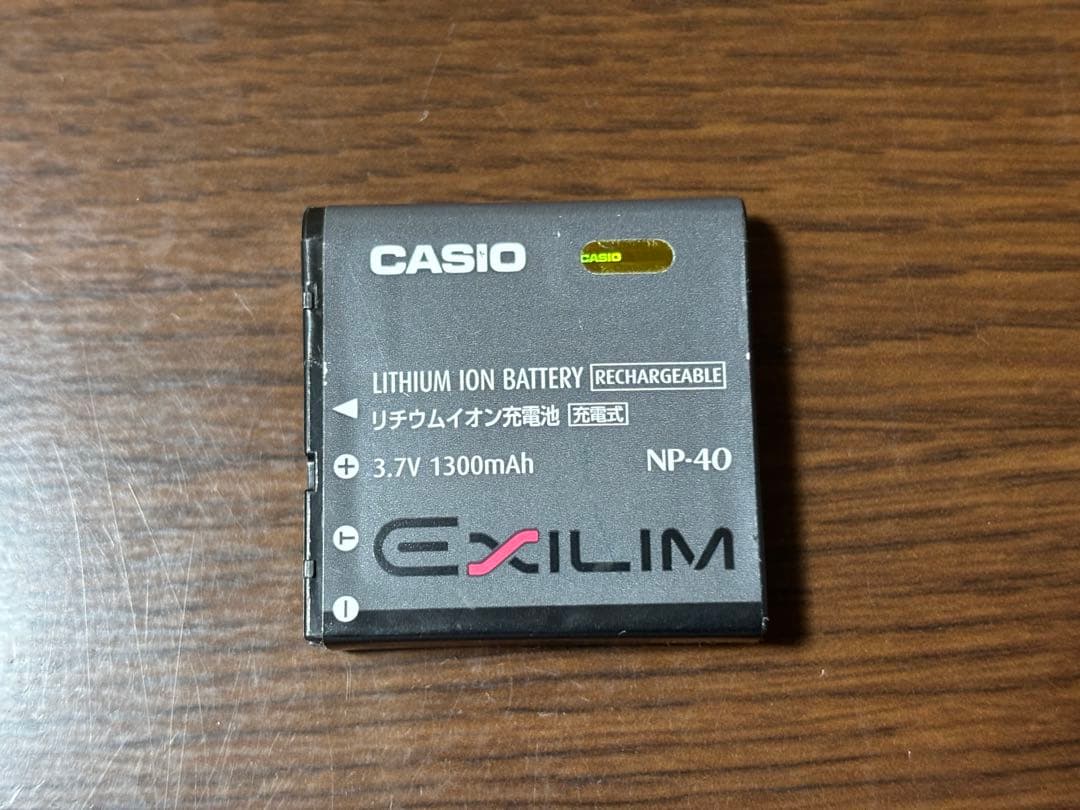 CASIO
CASIO
LITHIUM ION BATTERY RECHARGEABLE
リチウムイオン充電池 充電式
3.7V 1300mAh NP-40
EXILIM